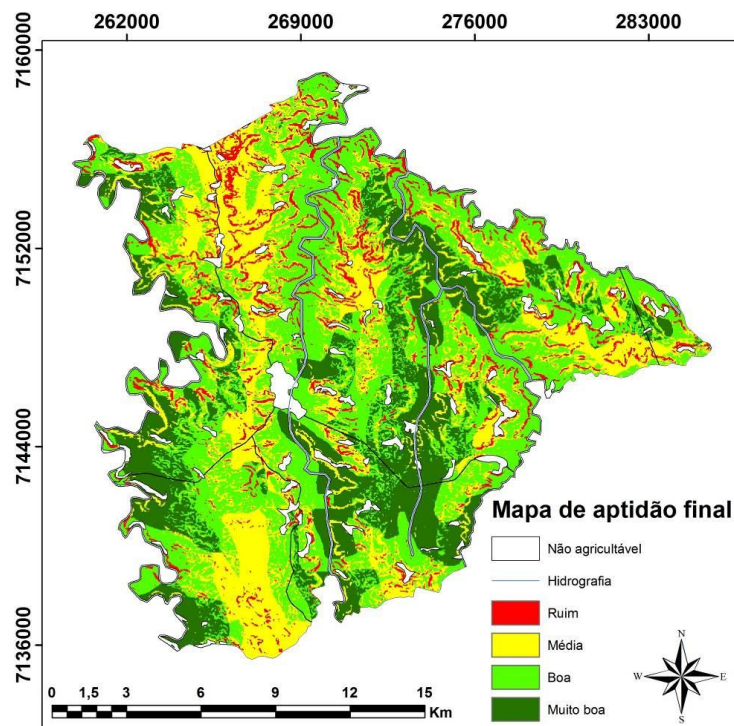 262000 269000 276000 283000
7160000
7152000
7144000
7136000
Mapa de aptidão final
Não agricultável
Hidrografia
Ruim
Média
Boa
Muito boa
N
W E
S
0 1,5 3 6 9 12 15
Km